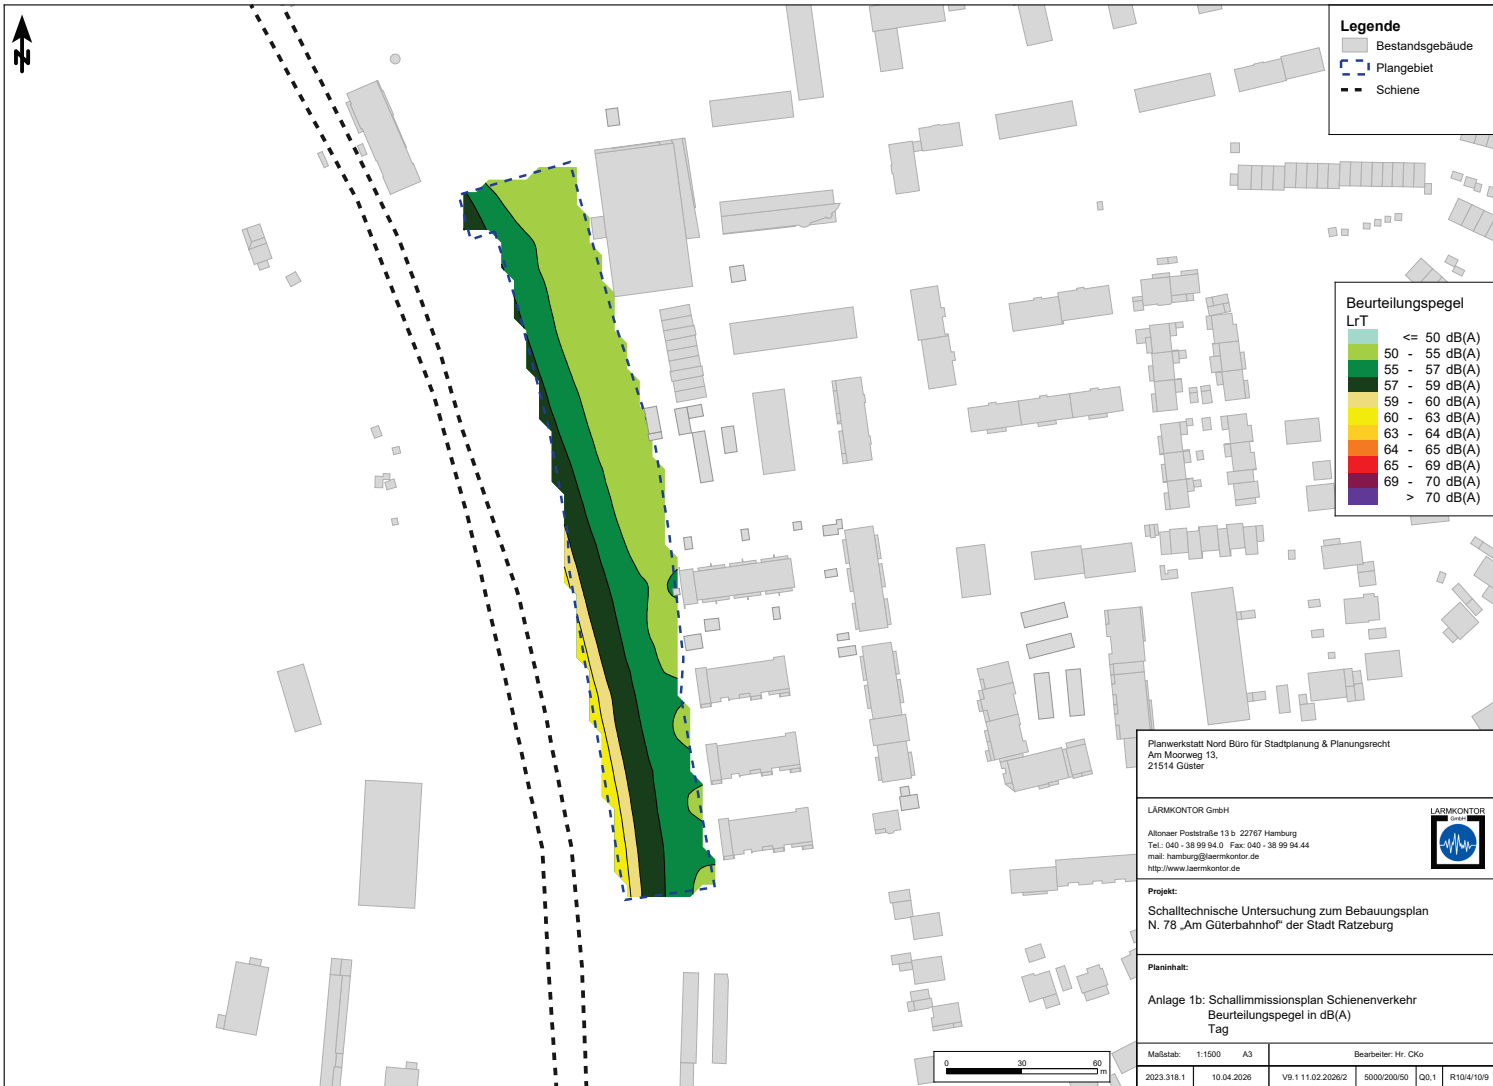 N
Legende
Bestandsgebäude
Plangebiet
Schiene
Beurteilungspegel
LrT
<= 50 dB(A)
50 - 55 dB(A)
55 - 57 dB(A)
57 - 59 dB(A)
59 - 60 dB(A)
60 - 63 dB(A)
63 - 64 dB(A)
64 - 65 dB(A)
65 - 69 dB(A)
69 - 70 dB(A)
> 70 dB(A)
Planwerkstatt Nord Büro für Stadtplanung & Planungsrecht
Am Moorweg 13,
21514 Güster
LÄRMKONTOR GmbH
Altonaer Poststraße 13 b 22767 Hamburg
Tel.: 040 - 38 99 94.0 Fax: 040 - 38 99 94.44
mail: hamburg@laermkontor.de
http://www.laermkontor.de
LÄRMKONTOR
GmbH
Projekt:
Schalltechnische Untersuchung zum Bebauungsplan
N. 78 „Am Güterbahnhof" der Stadt Ratzeburg
Planinhalt:
Anlage 1b: Schallimmissionsplan Schienenverkehr
Beurteilungspegel in dB(A)
Tag
Maßstab: 1:1500 A3 Bearbeiter: Hr. CKo
2023.318.1 10.04.2026 V9.1 11.02.2026/2 5000/200/50 Q0,1 R10/4/10/9
0 30 60
m